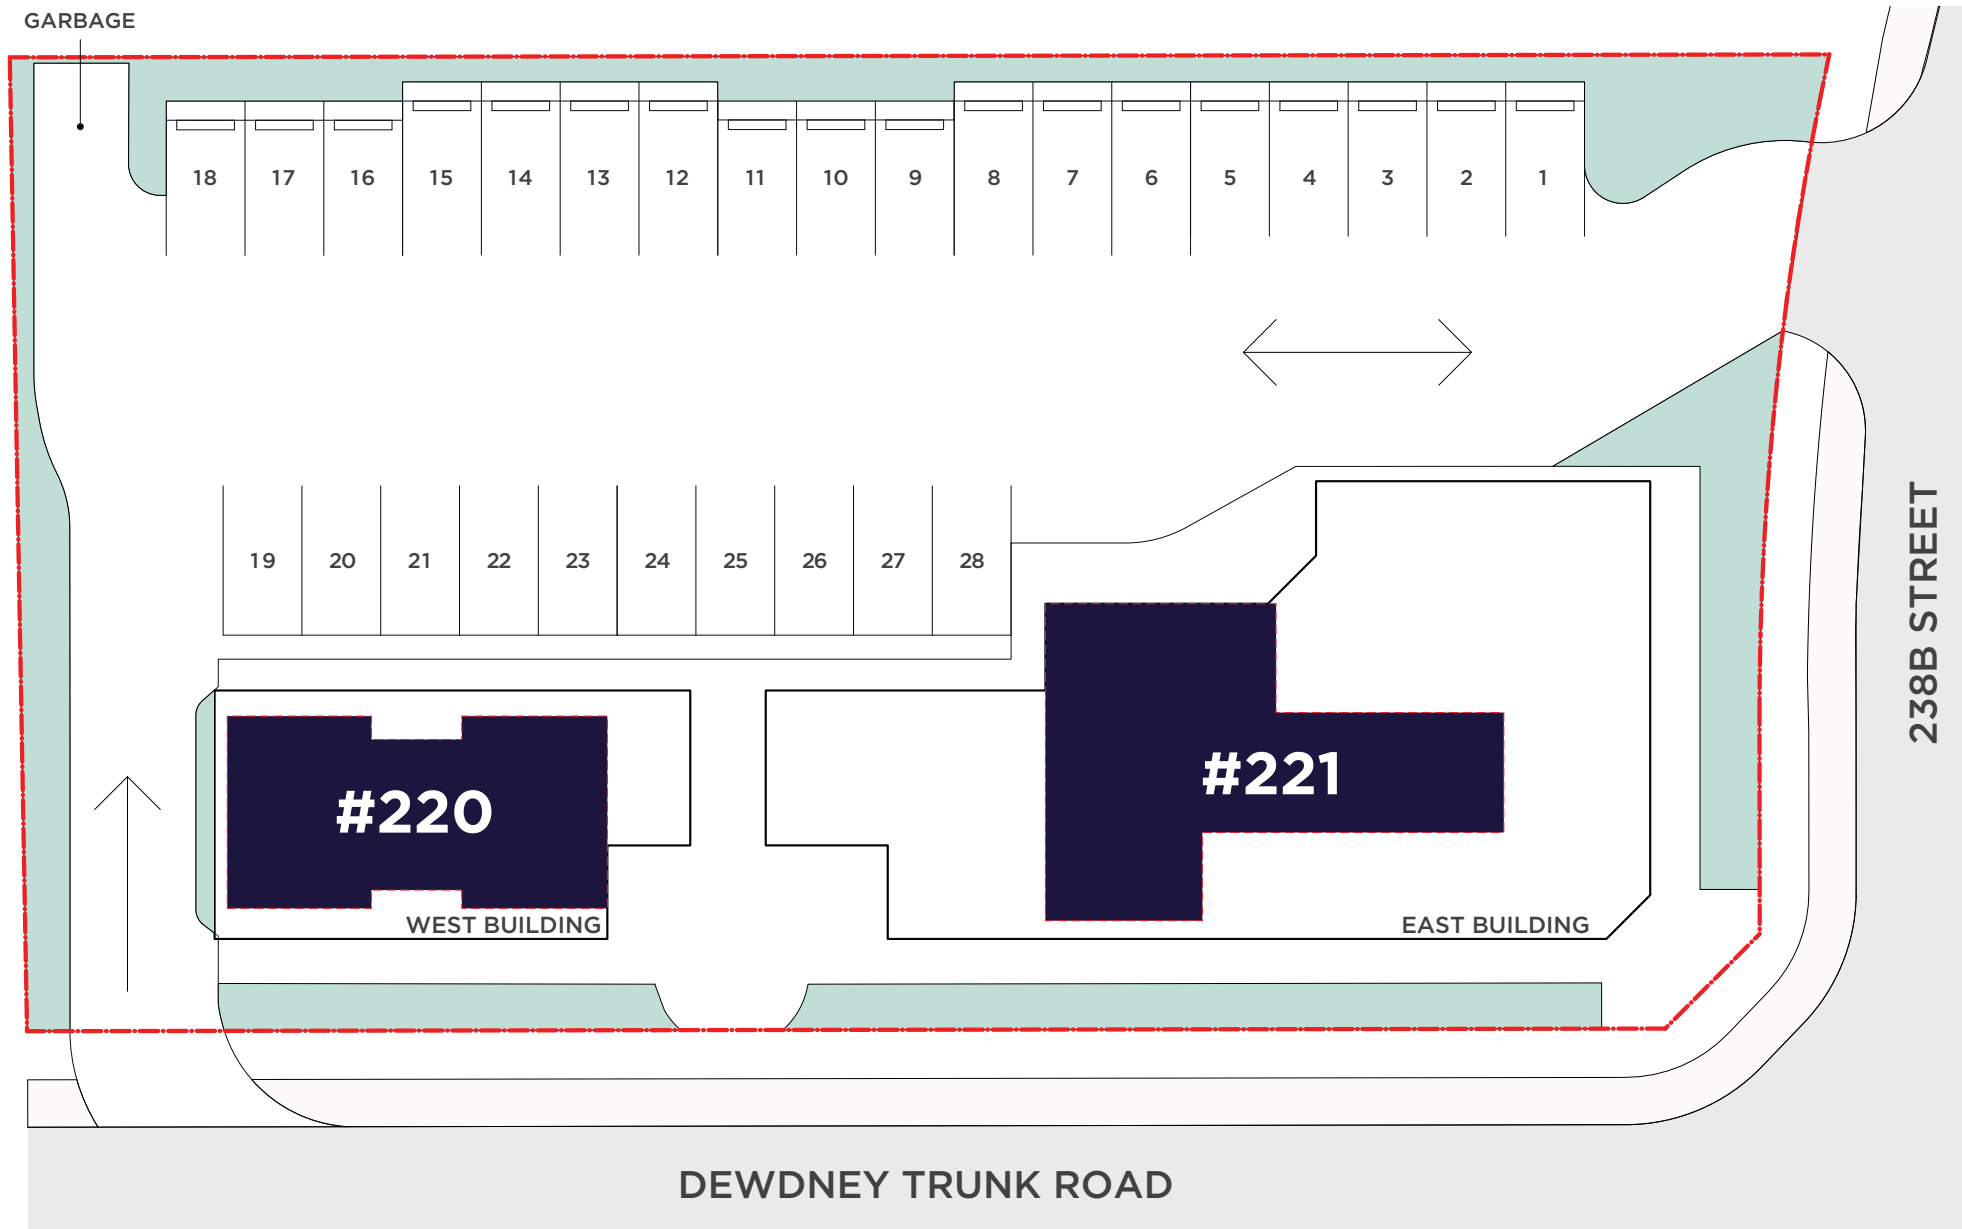 GARBAGE
18 17 16 15 14 13 12 11 10 9 8 7 6 5 4 3 2 1
19 20 21 22 23 24 25 26 27 28
238B STREET
#221
#220
WEST BUILDING
EAST BUILDING
DEWDNEY TRUNK ROAD